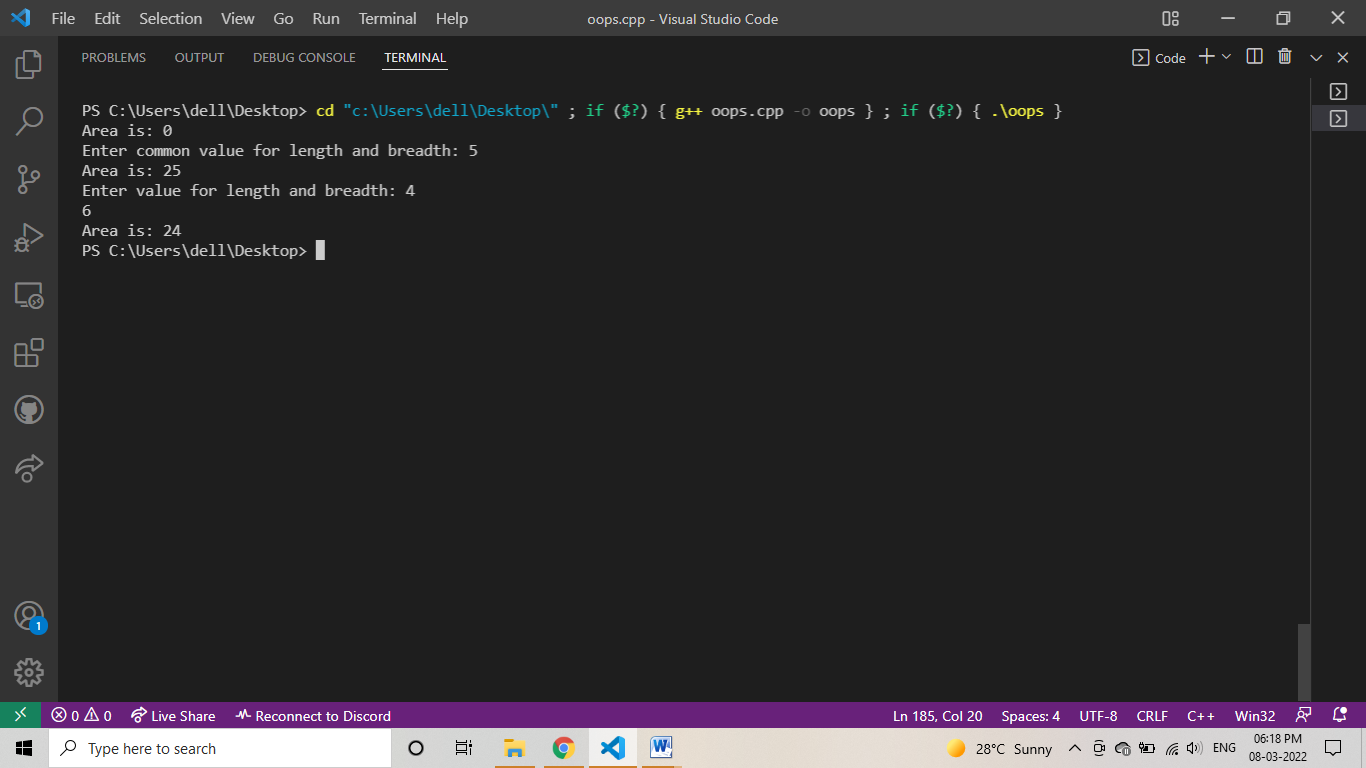 File Edit Selection View Go Run Terminal Help oops.cpp - Visual Studio Code
PROBLEMS OUTPUT DEBUG CONSOLE TERMINAL Code
PS C:\Users\dell\Desktop> cd "c:\Users\dell\Desktop\" ; if ($?) { g++ oops.cpp -o oops } ; if ($?) { .\oops }
Area is: 0
Enter common value for length and breadth: 5
Area is: 25
Enter value for length and breadth: 4
6
Area is: 24
PS C:\Users\dell\Desktop>
1
0 0 Live Share Reconnect to Discord Ln 185, Col 20 Spaces: 4 UTF-8 CRLF C++ Win32
Type here to search W 28°C Sunny ENG 06:18 PM
08-03-2022